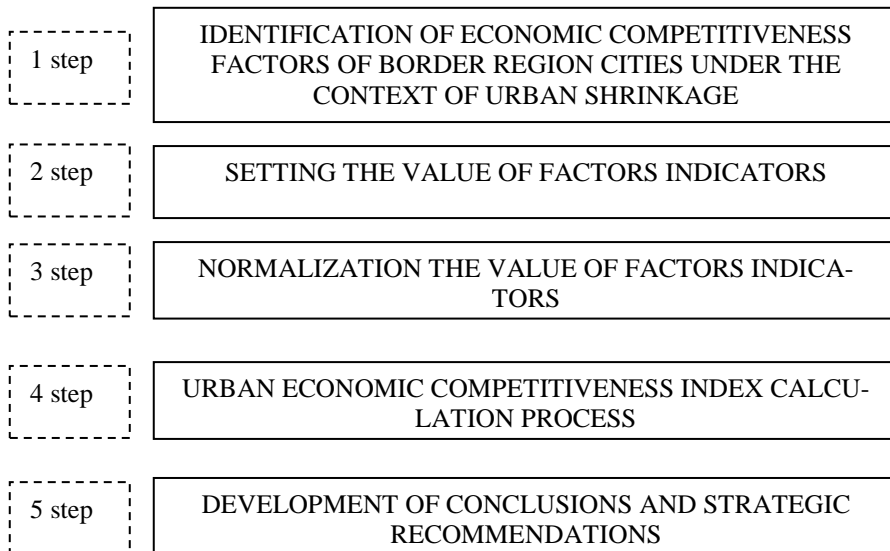 1 step
IDENTIFICATION OF ECONOMIC COMPETITIVENESS
FACTORS OF BORDER REGION CITIES UNDER THE
CONTEXT OF URBAN SHRINKAGE
2 step
SETTING THE VALUE OF FACTORS INDICATORS
3 step
NORMALIZATION THE VALUE OF FACTORS INDICA-
TORS
4 step
URBAN ECONOMIC COMPETITIVENESS INDEX CALCU-
LATION PROCESS
5 step
DEVELOPMENT OF CONCLUSIONS AND STRATEGIC
RECOMMENDATIONS